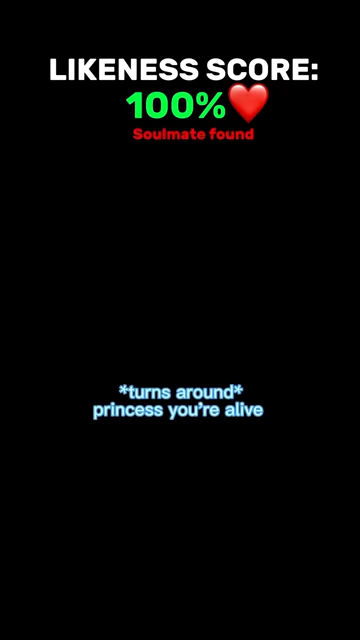 LIKENESS SCORE:
100%❤️
Soulmate found
*turns around*
princess you're alive